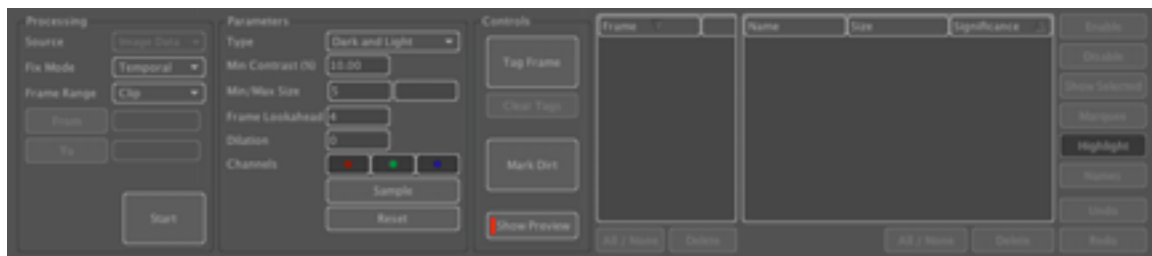 Processing
Source Image Data
Fix Mode Temporal
Frame Range Clip
From
To
Start
Parameters
Type Dark and Light
Min Contrast (%) 10.00
Min/Max Size 5
Frame Lookahead 4
Dilation 0
Channels
Sample
Reset
Controls
Tag Frame
Clear Tags
Mark Dirt
Show Preview
Frame
All / None Delete
Name Size Significance
All / None Delete
Enable
Disable
Show Selected
Marquee
Highlight
Names
Undo
Redo